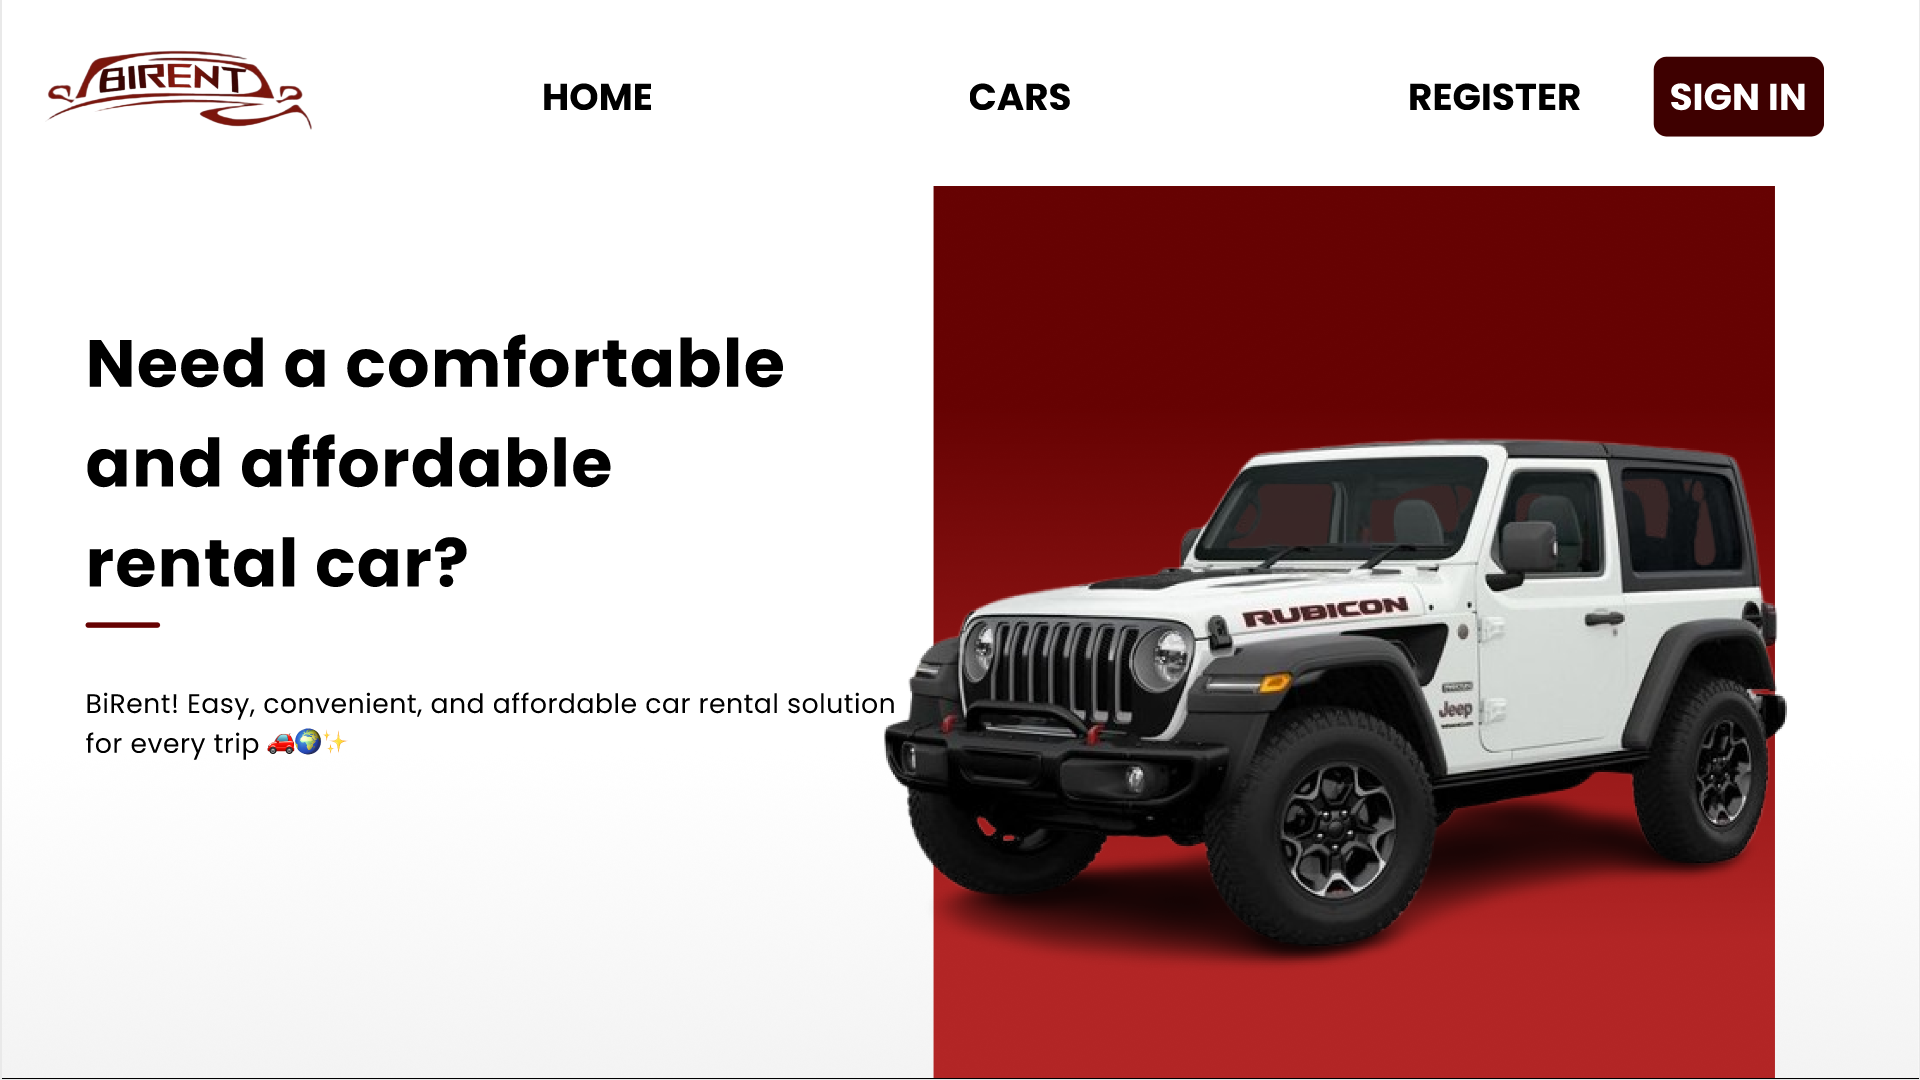 BIRENT
HOME
CARS
REGISTER
SIGN IN
Need a comfortable
and affordable
rental car?
BiRent! Easy, convenient, and affordable car rental solution
for every trip 🚗🌍✨
RUBICON
Jeep